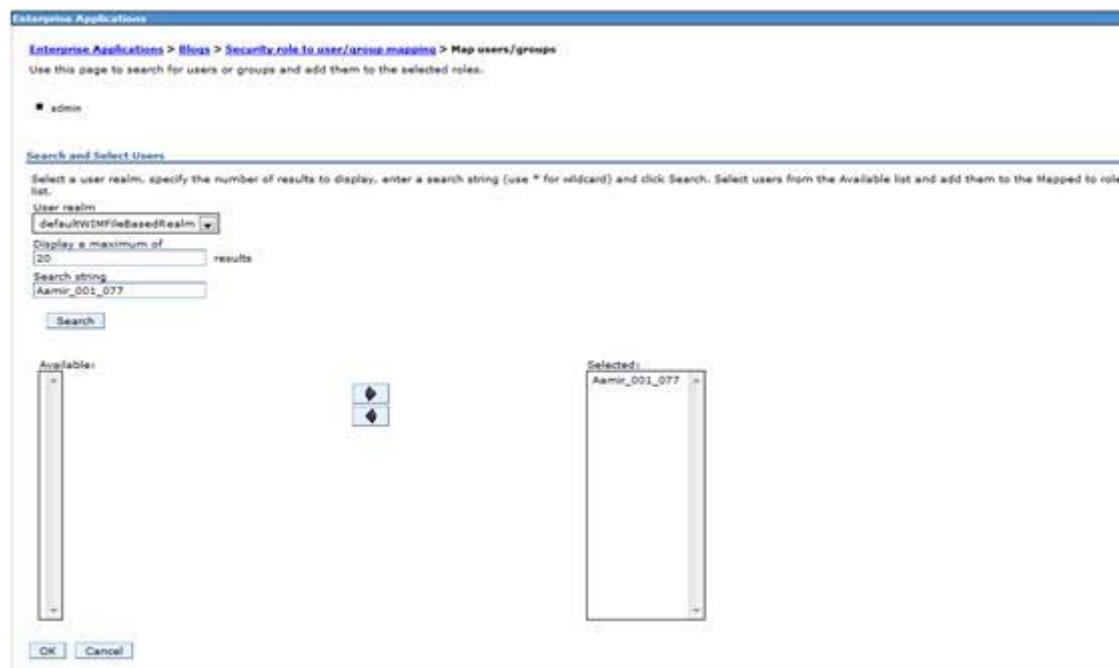 Enterprise Applications
Enterprise Applications > Blogs > Security role to user/group mapping > Map users/groups
Use this page to search for users or groups and add them to the selected roles.
admin
Search and Select Users
Select a user realm, specify the number of results to display, enter a search string (use * for wildcard) and click Search. Select users from the Available list and add them to the Mapped to role
list.
User realm
defaultWIMFileBasedRealm
Display a maximum of
20 results
Search string
Aamir_001_077
Search
Available: Selected:
Aamir_001_077
OK Cancel